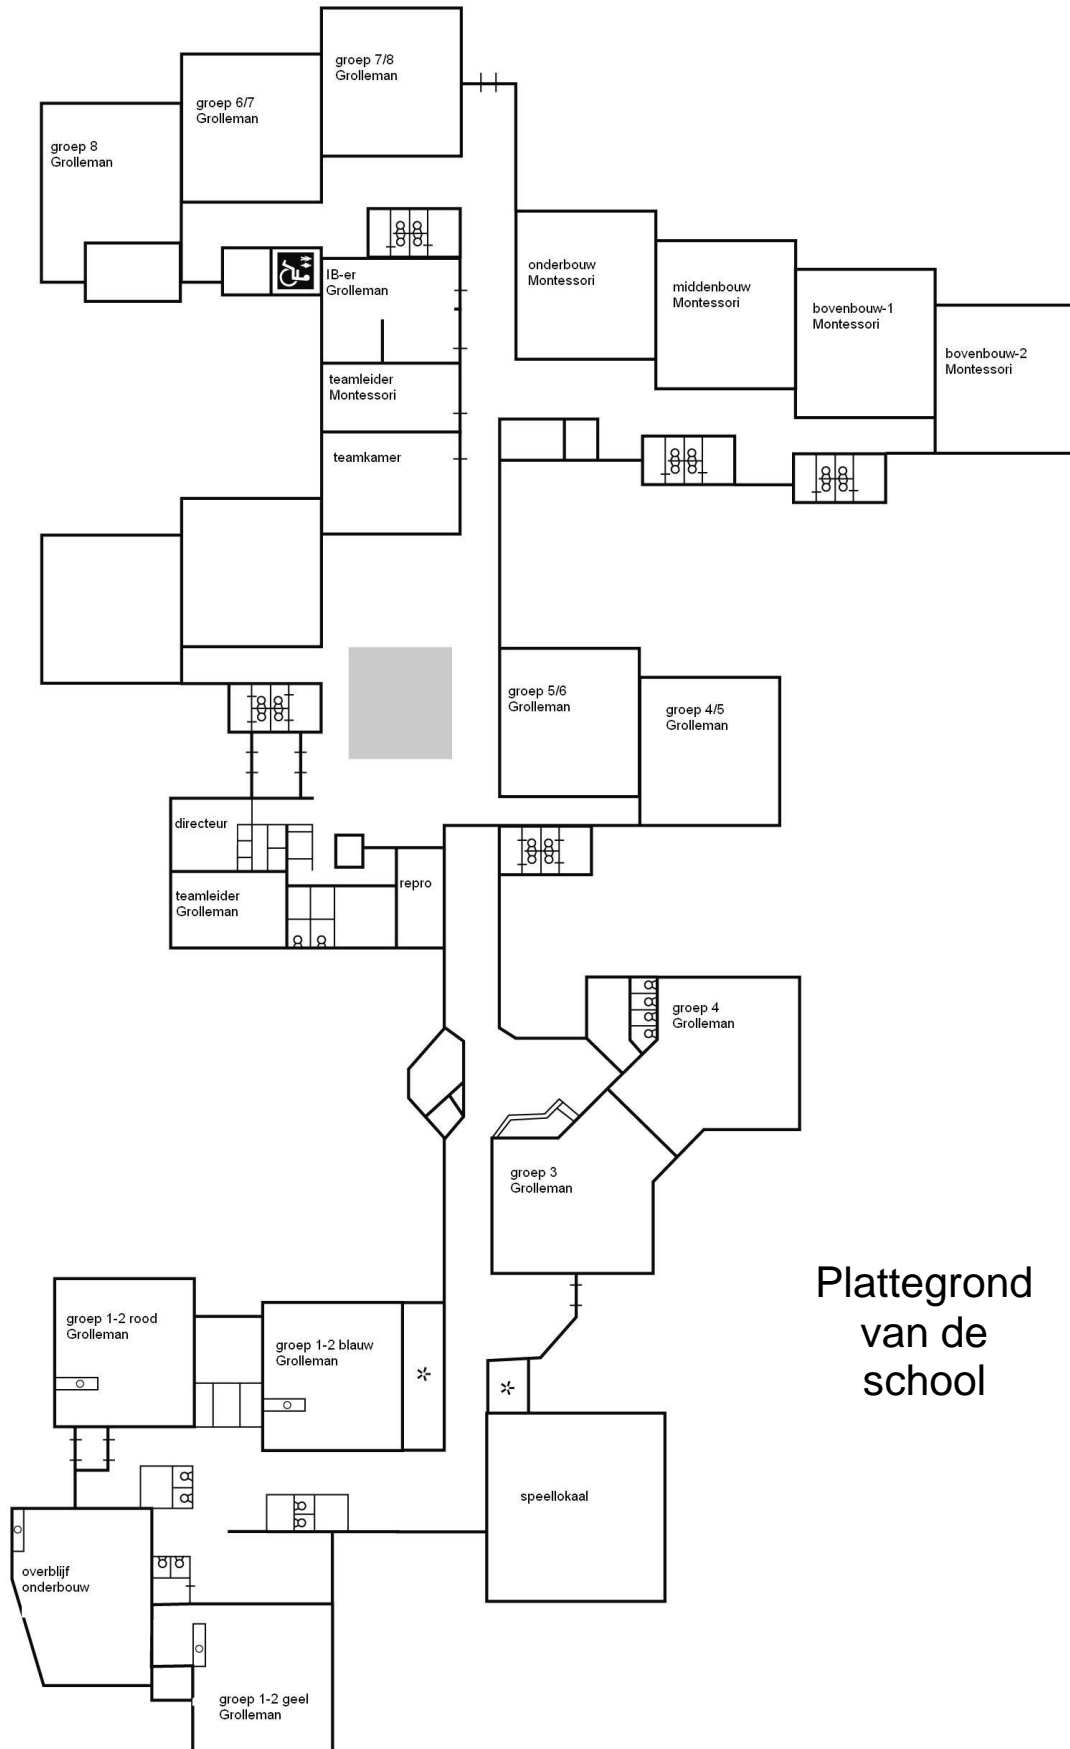 groep 7/8
Grolleman
groep 6/7
Grolleman
groep 8
Grolleman
IB-er
Grolleman
onderbouw
Montessori
middenbouw
Montessori
bovenbouw-1
Montessori
bovenbouw-2
Montessori
teamleider
Montessori
teamkamer
groep 5/6
Grolleman
groep 4/5
Grolleman
directeur
repro
teamleider
Grolleman
groep 4
Grolleman
groep 3
Grolleman
Plattegrond
van de
school
groep 1-2 rood
Grolleman
groep 1-2 blauw
Grolleman
speellokaal
overblijf
onderbouw
groep 1-2 geel
Grolleman